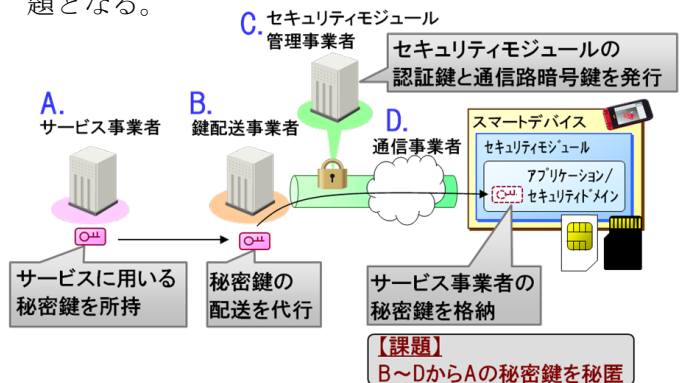 題となる。
C. セキュリティモジュール
管理事業者
セキュリティモジュールの
認証鍵と通信路暗号鍵を発行
A.
サービス事業者
B.
鍵配送事業者
D.
通信事業者
スマートデバイス
セキュリティモジュール
アプリケーション/
セキュリティドメイン
サービスに用いる
秘密鍵を所持
秘密鍵の
配送を代行
サービス事業者の
秘密鍵を格納
【課題】
B～DからAの秘密鍵を秘匿